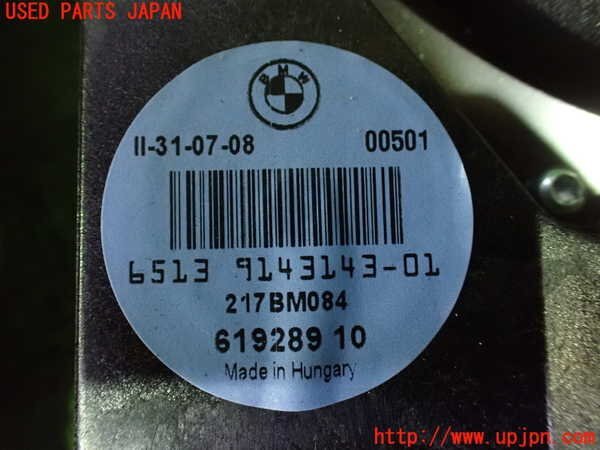 USED PARTS JAPAN
BMW
II-31-07-08 00501
6513 9143143-01
217BM084
619289 10
Made in Hungary
http://www.upjpn.com